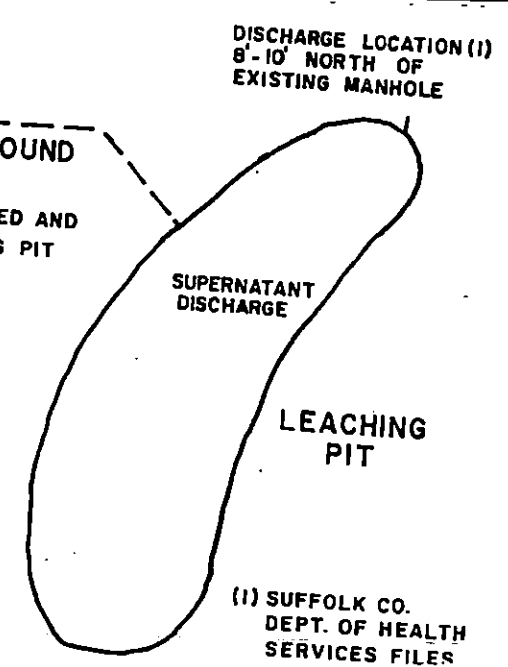 DISCHARGE LOCATION (1)
8'-10' NORTH OF
EXISTING MANHOLE
OUND
ED AND
PIT
SUPERNATANT
DISCHARGE
LEACHING
PIT
(1) SUFFOLK CO.
DEPT. OF HEALTH
SERVICES FILES